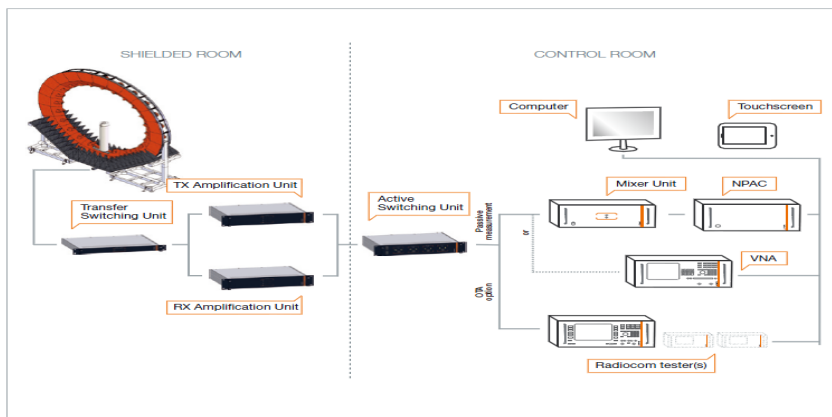 SHIELDED ROOM
CONTROL ROOM
Computer
Touchscreen
TX Amplification Unit
Mixer Unit
NPAC
Transfer
Switching Unit
Active
Switching Unit
Passive
measurement
or
VNA
OTA
option
RX Amplification Unit
Radiocom tester(s)